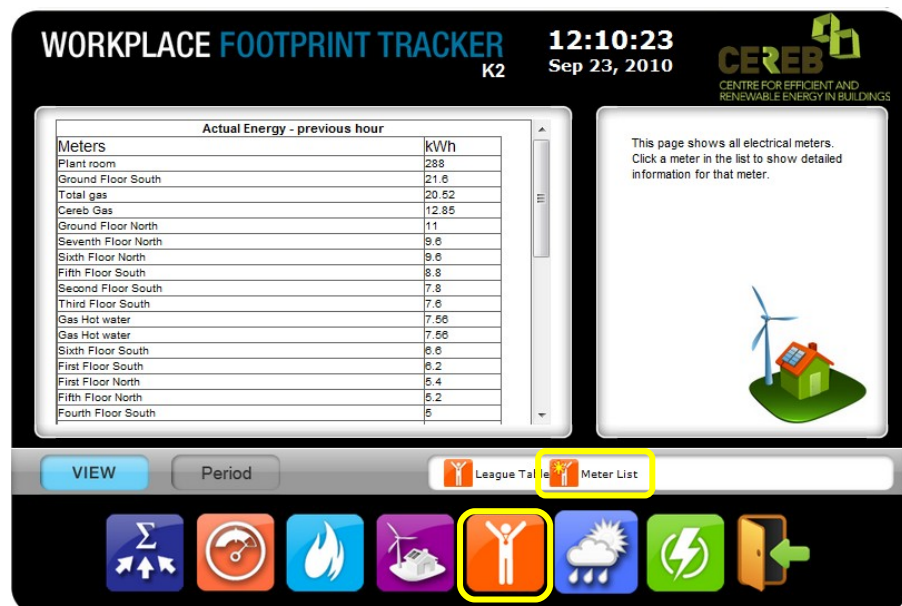 WORKPLACE FOOTPRINT TRACKER
K2
12:10:23
Sep 23, 2010
CEREB
CENTRE FOR EFFICIENT AND
RENEWABLE ENERGY IN BUILDINGS
Actual Energy - previous hour
Meters kWh
Plant room 288
Ground Floor South 21.6
Total gas 20.52
Cereb Gas 12.85
Ground Floor North 11
Seventh Floor North 9.6
Sixth Floor North 9.6
Fifth Floor South 8.8
Second Floor South 7.8
Third Floor South 7.6
Gas Hot water 7.56
Gas Hot water 7.56
Sixth Floor South 6.6
First Floor South 6.2
First Floor North 5.4
Fifth Floor North 5.2
Fourth Floor South 5
This page shows all electrical meters.
Click a meter in the list to show detailed
information for that meter.
VIEW Period League Table Meter List
Σ